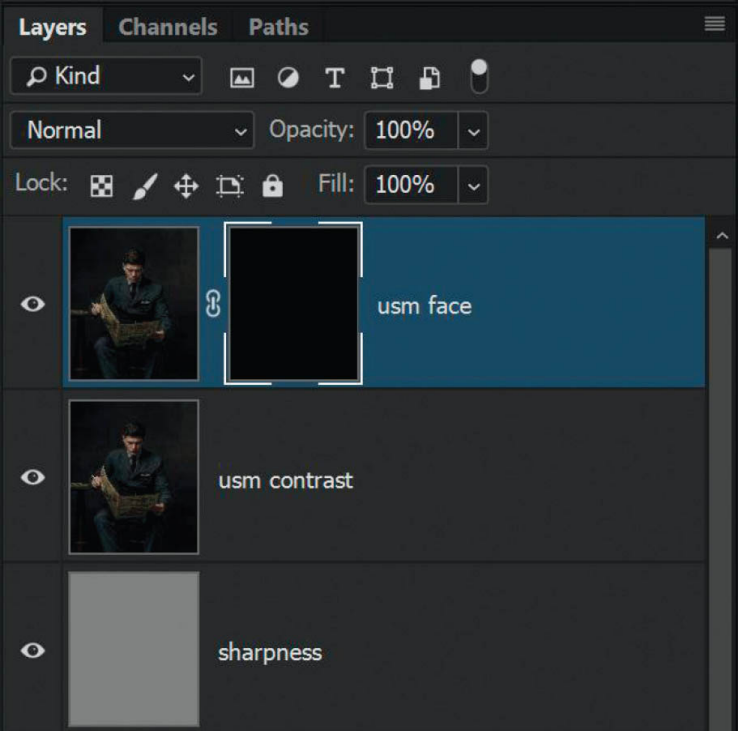 Layers Channels Paths
Kind
Normal Opacity: 100%
Lock: Fill: 100%
usm face
usm contrast
sharpness